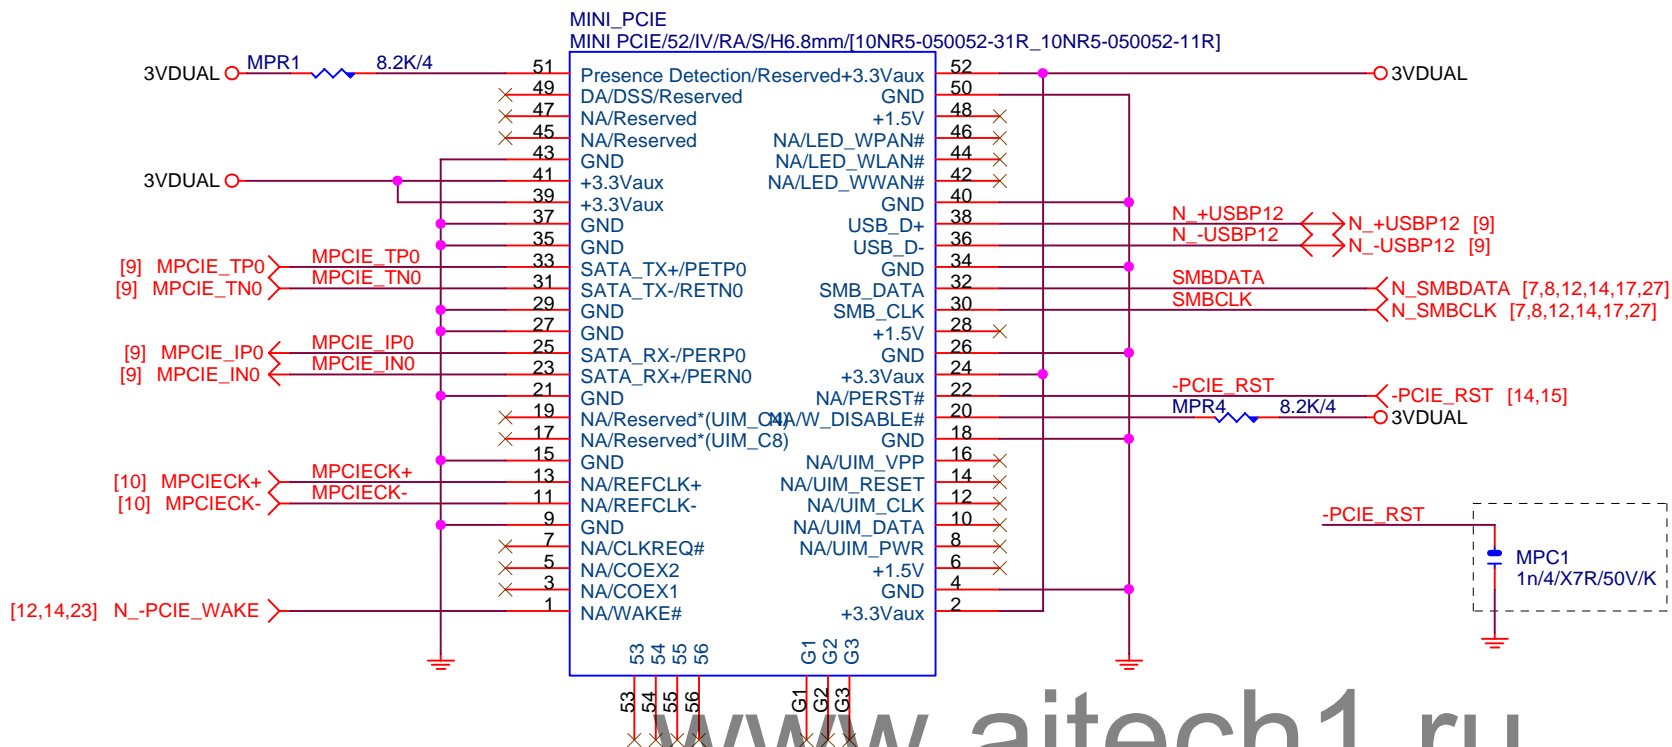 MINI_PCIE
MINI PCIE/52/IV/RA/S/H6.8mm/[10NR5-050052-31R_10NR5-050052-11R]
3VDUAL MPR1 8.2K/4 51 Presence Detection/Reserved +3.3Vaux 52 3VDUAL
49 DA/DSS/Reserved GND 50
47 NA/Reserved +1.5V 48
45 NA/Reserved NA/LED_WPAN# 46
43 GND NA/LED_WLAN# 44
3VDUAL 41 +3.3Vaux NA/LED_WWAN# 42
39 +3.3Vaux GND 40
37 GND USB_D+ 38 N_+USBP12 N_+USBP12 [9]
35 GND USB_D- 36 N_-USBP12 N_-USBP12 [9]
[9] MPCIE_TP0 MPCIE_TP0 33 SATA_TX+/PETP0 GND 34
[9] MPCIE_TN0 MPCIE_TN0 31 SATA_TX-/RETN0 SMB_DATA 32 SMBDATA N_SMBDATA [7,8,12,14,17,27]
29 GND SMB_CLK 30 SMBCLK N_SMBCLK [7,8,12,14,17,27]
27 GND +1.5V 28
[9] MPCIE_IP0 MPCIE_IP0 25 SATA_RX-/PERP0 GND 26
[9] MPCIE_IN0 MPCIE_IN0 23 SATA_RX+/PERN0 +3.3Vaux 24
21 GND NA/PERST# 22 -PCIE_RST -PCIE_RST [14,15]
19 NA/Reserved*(UIM_C4) NA/W_DISABLE# 20 MPR4 8.2K/4 3VDUAL
17 NA/Reserved*(UIM_C8) GND 18
15 GND NA/UIM_VPP 16
[10] MPCIECK+ MPCIECK+ 13 NA/REFCLK+ NA/UIM_RESET 14
[10] MPCIECK- MPCIECK- 11 NA/REFCLK- NA/UIM_CLK 12
9 GND NA/UIM_DATA 10 -PCIE_RST
7 NA/CLKREQ# NA/UIM_PWR 8 MPC1
5 NA/COEX2 +1.5V 6 1n/4/X7R/50V/K
3 NA/COEX1 GND 4
[12,14,23] N_-PCIE_WAKE 1 NA/WAKE# +3.3Vaux 2
53 54 55 56 G1 G2 G3
53 54 55 56 G1 G2 G3
www.aitech1.ru